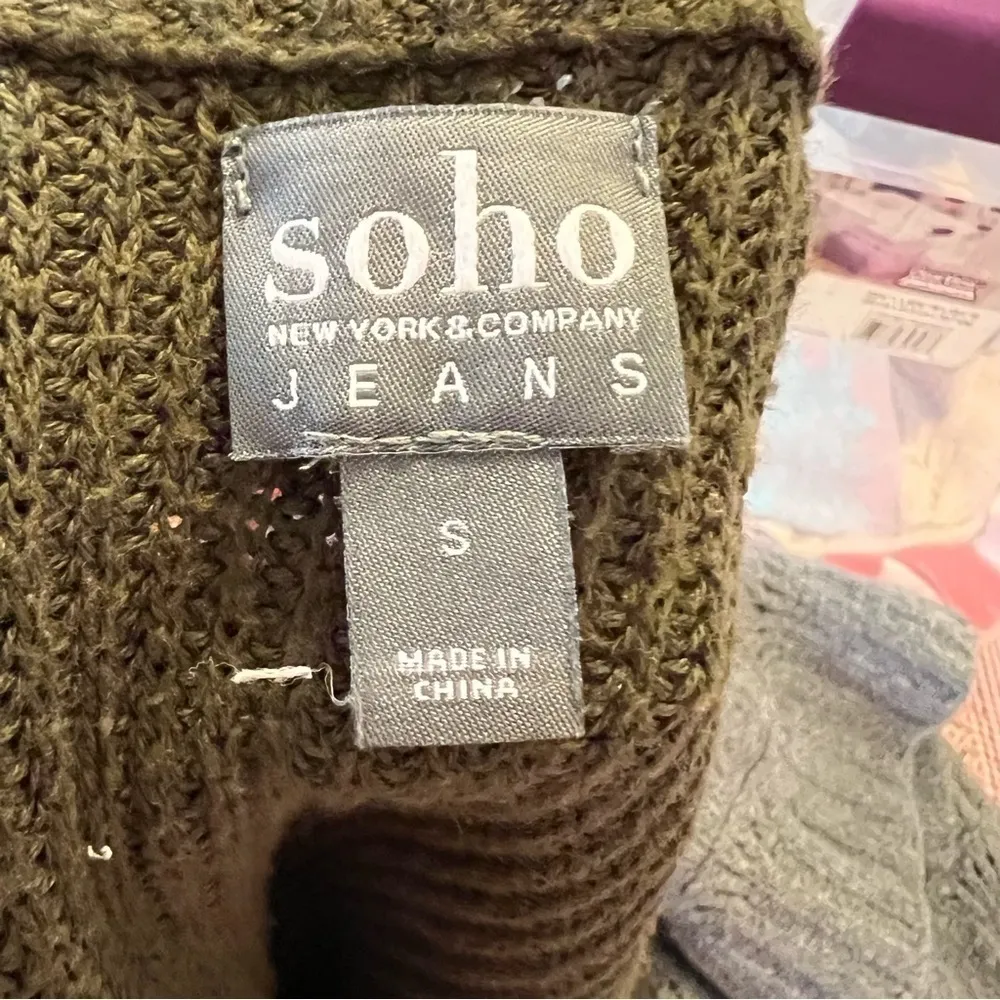 soho
NEW YORK & COMPANY
JEANS
S
MADE IN
CHINA